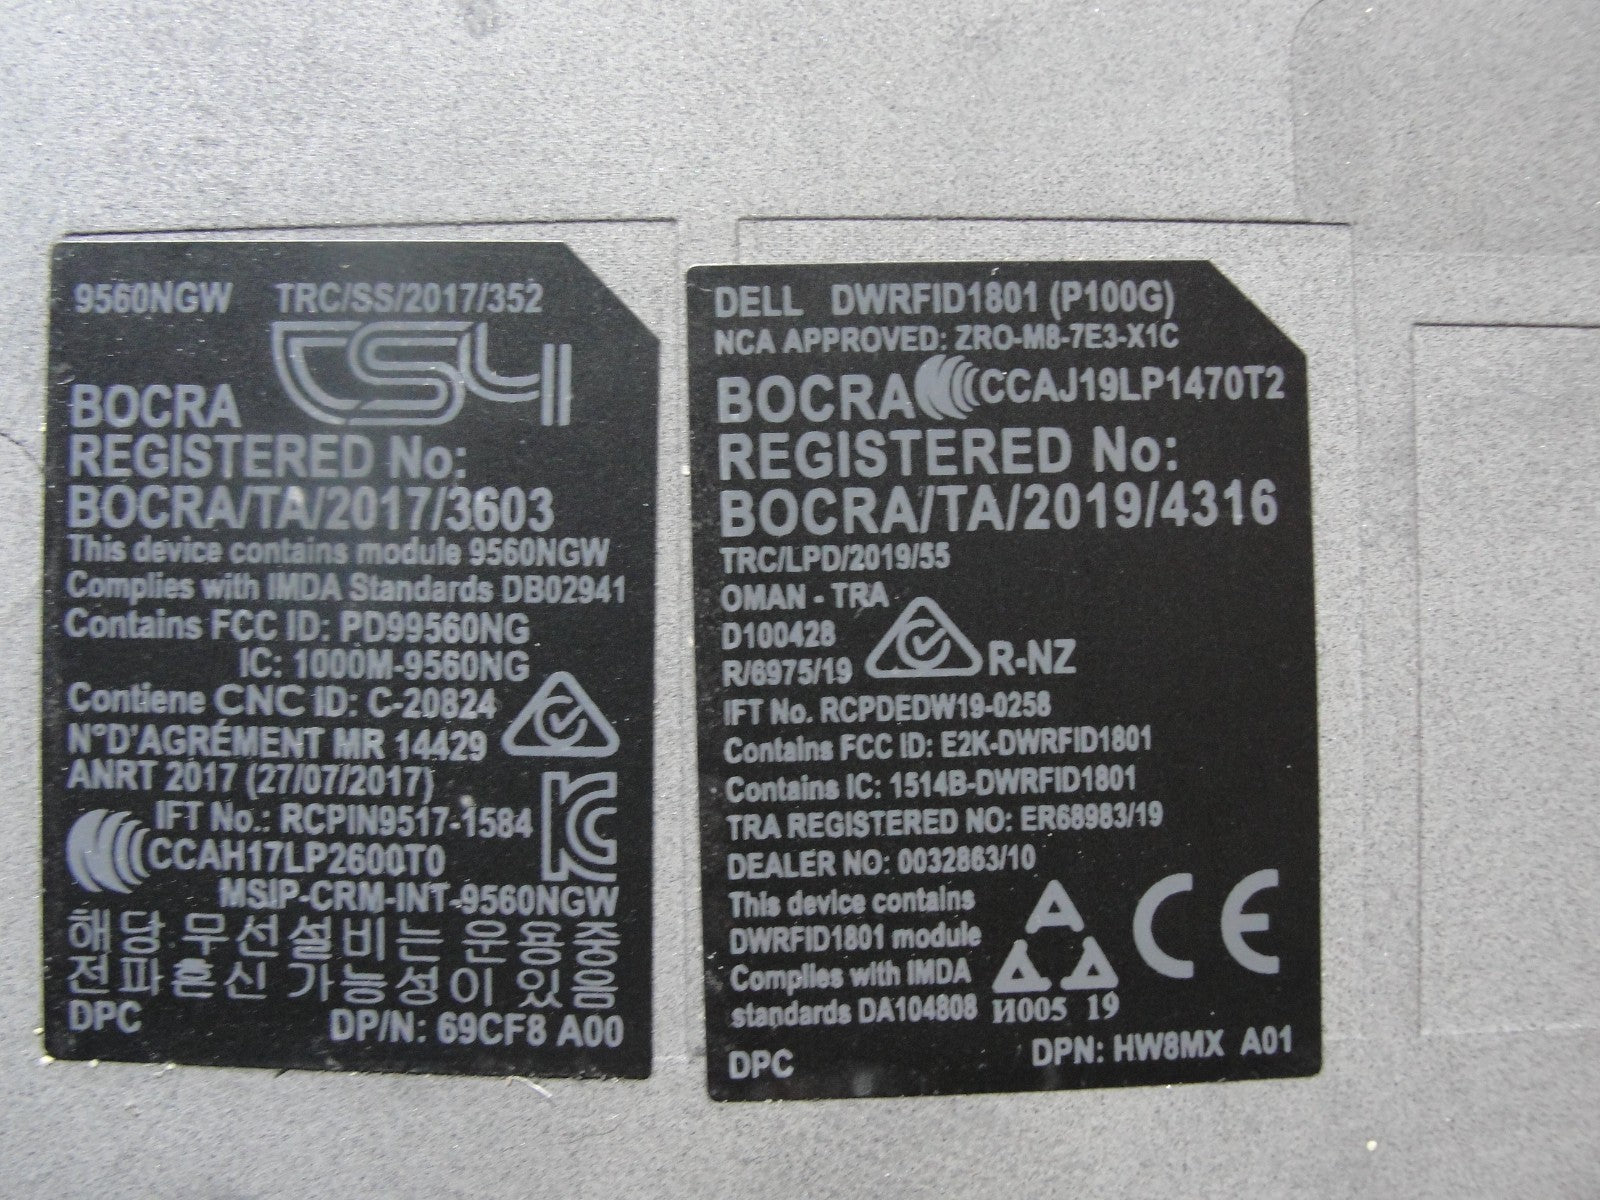 9560NGW TRC/SS/2017/352
BOCRA
REGISTERED No:
BOCRA/TA/2017/3603
This device contains module 9560NGW
Complies with IMDA Standards DB02941
Contains FCC ID: PD99560NG
IC: 1000M-9560NG
Contiene CNC ID: C-20824
N°D'AGRÉMENT MR 14429
ANRT 2017 (27/07/2017)
IFT No.: RCPIN9517-1584
CCAH17LP2600T0
MSIP-CRM-INT-9560NGW
해당 무선설비는 운용중
전파혼신 가능성이 있음
DPC DP/N: 69CF8 A00
DELL DWRFID1801 (P100G)
NCA APPROVED: ZRO-M8-7E3-X1C
BOCRA CCAJ19LP1470T2
REGISTERED No:
BOCRA/TA/2019/4316
TRC/LPD/2019/55
OMAN - TRA
D100428
R/6975/19 R-NZ
IFT No. RCPDEDW19-0258
Contains FCC ID: E2K-DWRFID1801
Contains IC: 1514B-DWRFID1801
TRA REGISTERED NO: ER68983/19
DEALER NO: 0032863/10
This device contains
DWRFID1801 module
Complies with IMDA
standards DA104808
И005 19
CE
DPC DPN: HW8MX A01